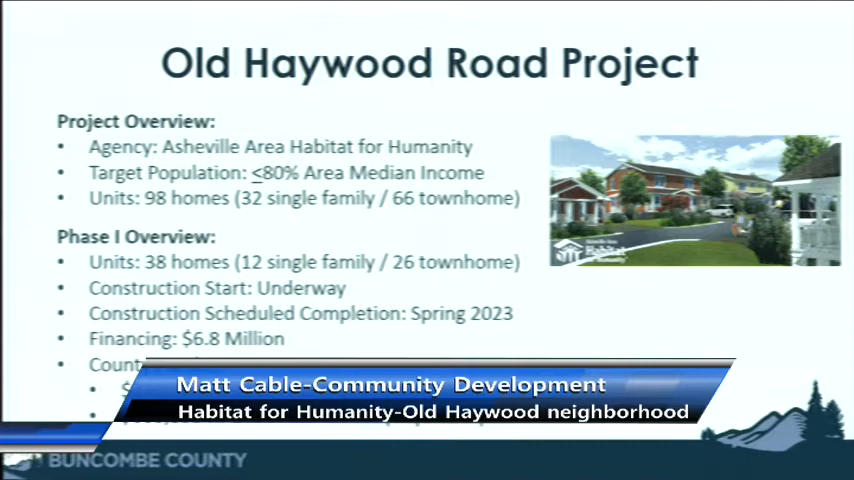 Old Haywood Road Project
Project Overview:
• Agency: Asheville Area Habitat for Humanity
• Target Population: ≤80% Area Median Income
• Units: 98 homes (32 single family / 66 townhome)
Habitat
for Humanity
Phase I Overview:
• Units: 38 homes (12 single family / 26 townhome)
• Construction Start: Underway
• Construction Scheduled Completion: Spring 2023
• Financing: $6.8 Million
Matt Cable-Community Development
Habitat for Humanity-Old Haywood neighborhood
BUNCOMBE COUNTY